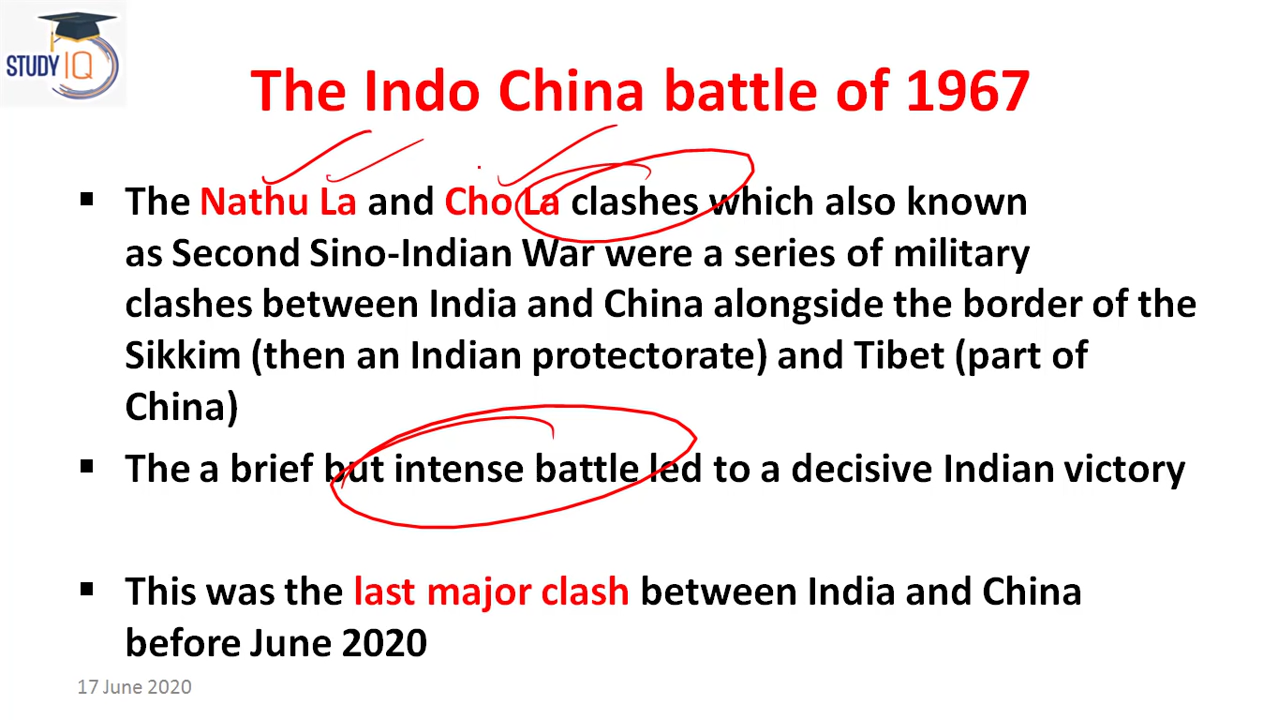 STUDY IQ
The Indo China battle of 1967
▪ The Nathu La and Cho La clashes which also known
as Second Sino-Indian War were a series of military
clashes between India and China alongside the border of the
Sikkim (then an Indian protectorate) and Tibet (part of
China)
▪ The a brief but intense battle led to a decisive Indian victory
▪ This was the last major clash between India and China
before June 2020
17 June 2020